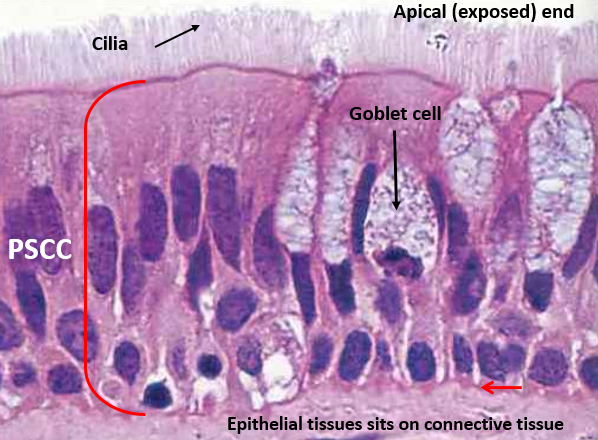 Apical (exposed) end
Cilia
Goblet cell
PSCC
Epithelial tissues sits on connective tissue